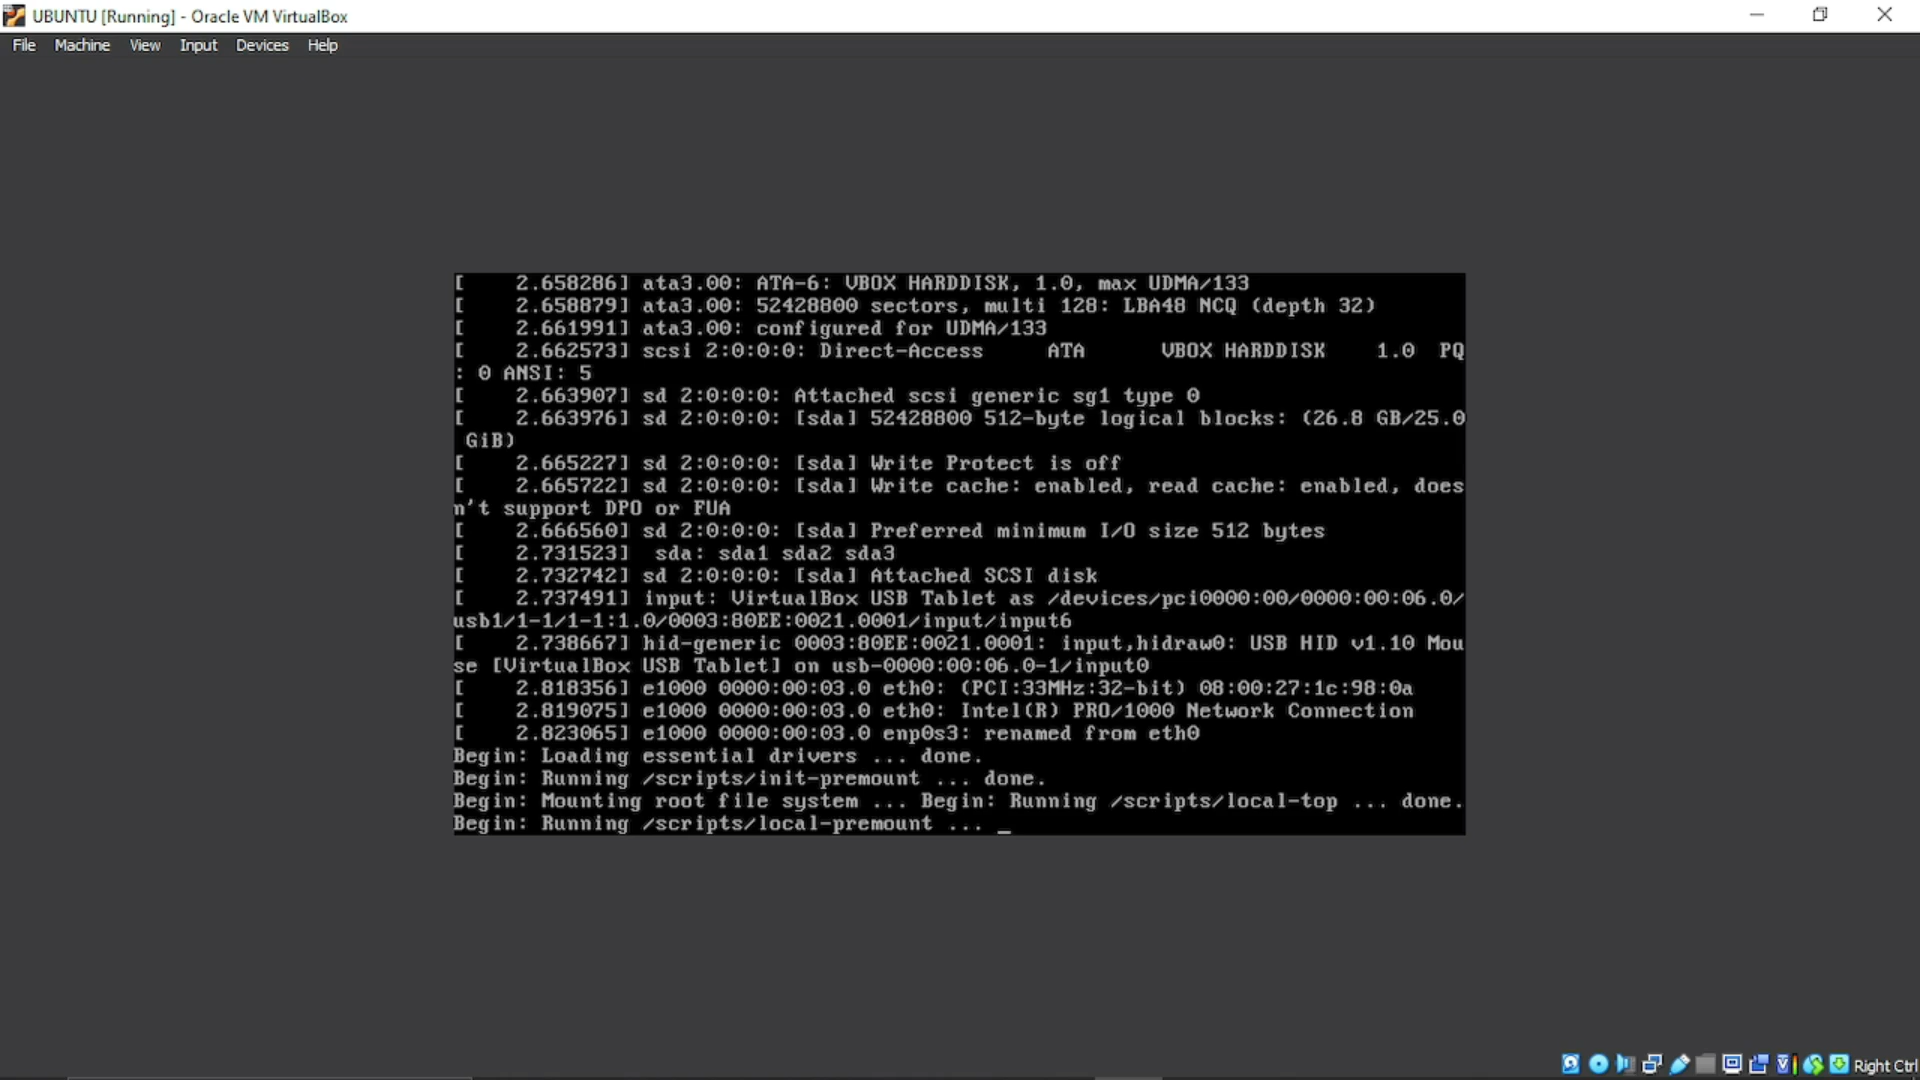 UBUNTU [Running] - Oracle VM VirtualBox
File Machine View Input Devices Help
[    2.658286] ata3.00: ATA-6: VBOX HARDDISK, 1.0, max UDMA/133
[    2.658879] ata3.00: 52428800 sectors, multi 128: LBA48 NCQ (depth 32)
[    2.661991] ata3.00: configured for UDMA/133
[    2.662573] scsi 2:0:0:0: Direct-Access     ATA      VBOX HARDDISK    1.0  PQ
: 0 ANSI: 5
[    2.663907] sd 2:0:0:0: Attached scsi generic sg1 type 0
[    2.663976] sd 2:0:0:0: [sda] 52428800 512-byte logical blocks: (26.8 GB/25.0
 GiB)
[    2.665227] sd 2:0:0:0: [sda] Write Protect is off
[    2.665722] sd 2:0:0:0: [sda] Write cache: enabled, read cache: enabled, does
n't support DPO or FUA
[    2.666560] sd 2:0:0:0: [sda] Preferred minimum I/O size 512 bytes
[    2.731523]  sda: sda1 sda2 sda3
[    2.732742] sd 2:0:0:0: [sda] Attached SCSI disk
[    2.737491] input: VirtualBox USB Tablet as /devices/pci0000:00/0000:00:06.0/
usb1/1-1/1-1:1.0/0003:80EE:0021.0001/input/input6
[    2.738667] hid-generic 0003:80EE:0021.0001: input,hidraw0: USB HID v1.10 Mou
se [VirtualBox USB Tablet] on usb-0000:00:06.0-1/input0
[    2.818356] e1000 0000:00:03.0 eth0: (PCI:33MHz:32-bit) 08:00:27:1c:98:0a
[    2.819075] e1000 0000:00:03.0 eth0: Intel(R) PRO/1000 Network Connection
[    2.823065] e1000 0000:00:03.0 enp0s3: renamed from eth0
Begin: Loading essential drivers ... done.
Begin: Running /scripts/init-premount ... done.
Begin: Mounting root file system ... Begin: Running /scripts/local-top ... done.
Begin: Running /scripts/local-premount ... _
Right Ctrl